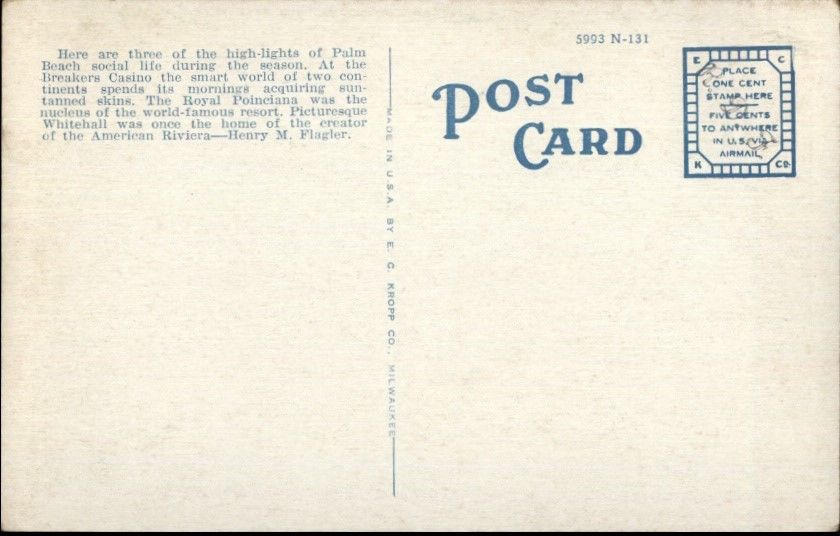 Here are three of the high-lights of Palm
Beach social life during the season. At the
Breakers Casino the smart world of two con-
tinents spends its mornings acquiring sun-
tanned skins. The Royal Poinciana was the
nucleus of the world-famous resort. Picturesque
Whitehall was once the home of the creator
of the American Riviera—Henry M. Flagler.
MADE IN U.S.A. BY E. C. KROPP CO., MILWAUKEE
5993 N-131
POST
CARD
E C
PLACE
ONE CENT
STAMP HERE
FIVE CENTS
TO ANYWHERE
IN U.S. VIA
AIRMAIL
K Co.